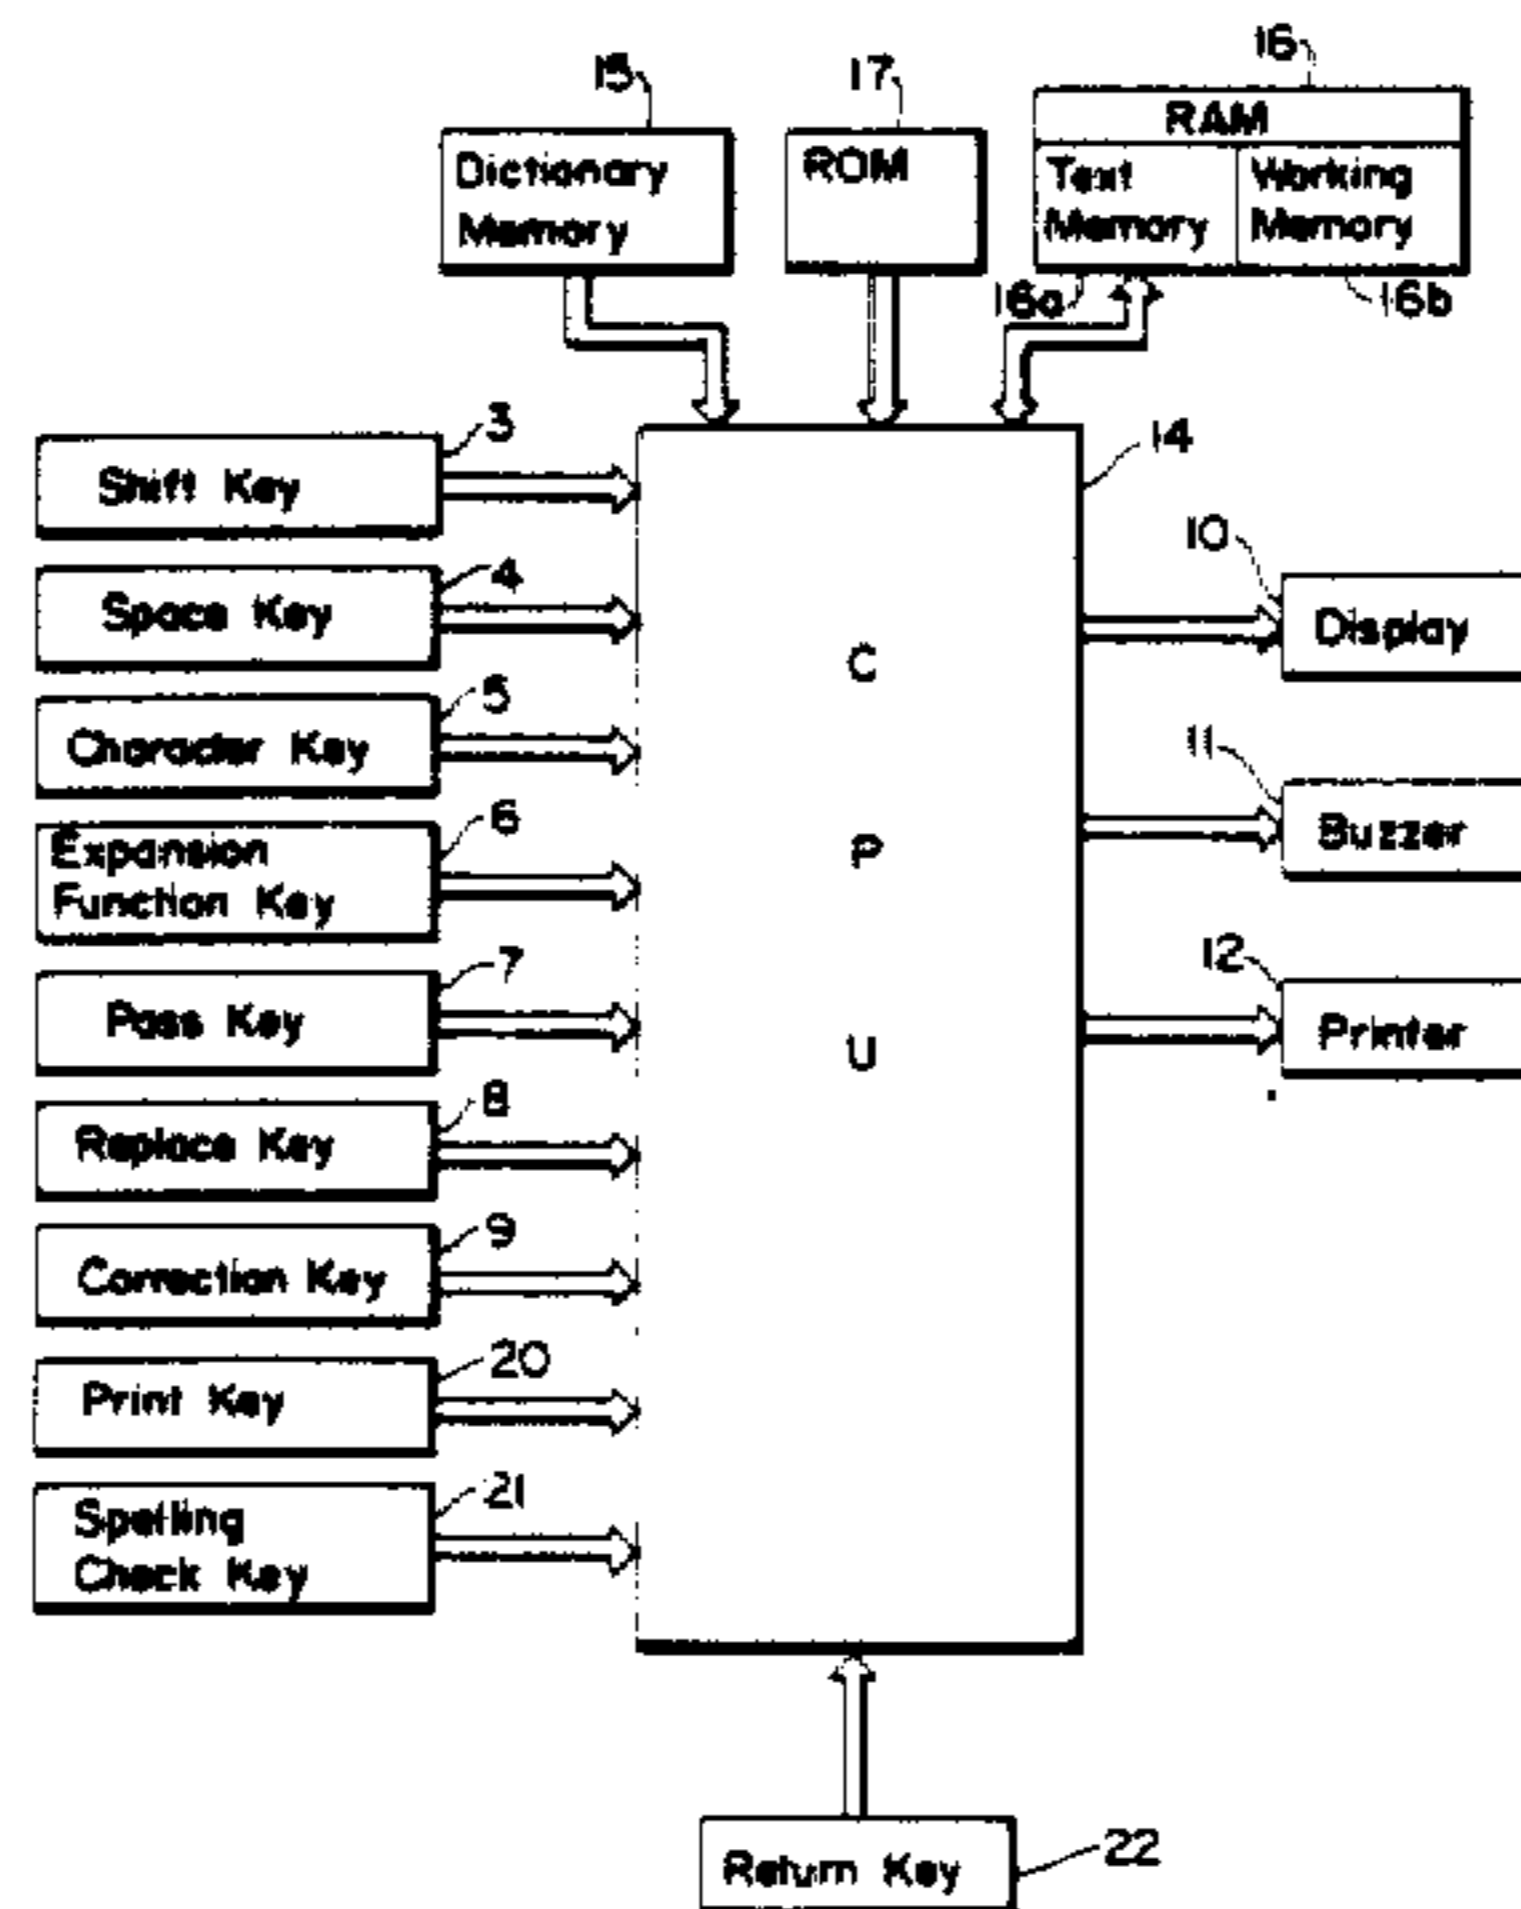 15
17
16
Dictionary
Memory
ROM
RAM
Text
Memory
Working
Memory
16a
16b
3
Shift Key
14
4
Space Key
10
Display
C
P
U
5
Character Key
11
Buzzer
6
Expansion
Function Key
7
Pass Key
12
Printer
8
Replace Key
9
Correction Key
20
Print Key
21
Spelling
Check Key
Return Key
22